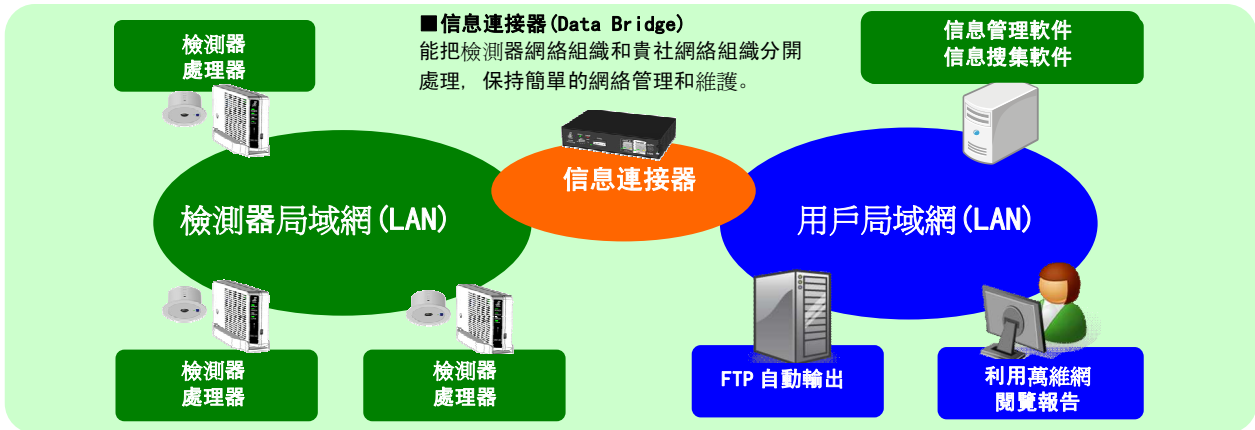 ■信息連接器(Data Bridge)
能把檢測器網絡組織和貴社網絡組織分開
處理, 保持簡單的網絡管理和維護。
檢測器
處理器
信息管理軟件
信息搜集軟件
信息連接器
檢測器局域網(LAN)
用戶局域網(LAN)
檢測器
處理器
檢測器
處理器
FTP 自動輸出
利用萬維網
閱覽報告